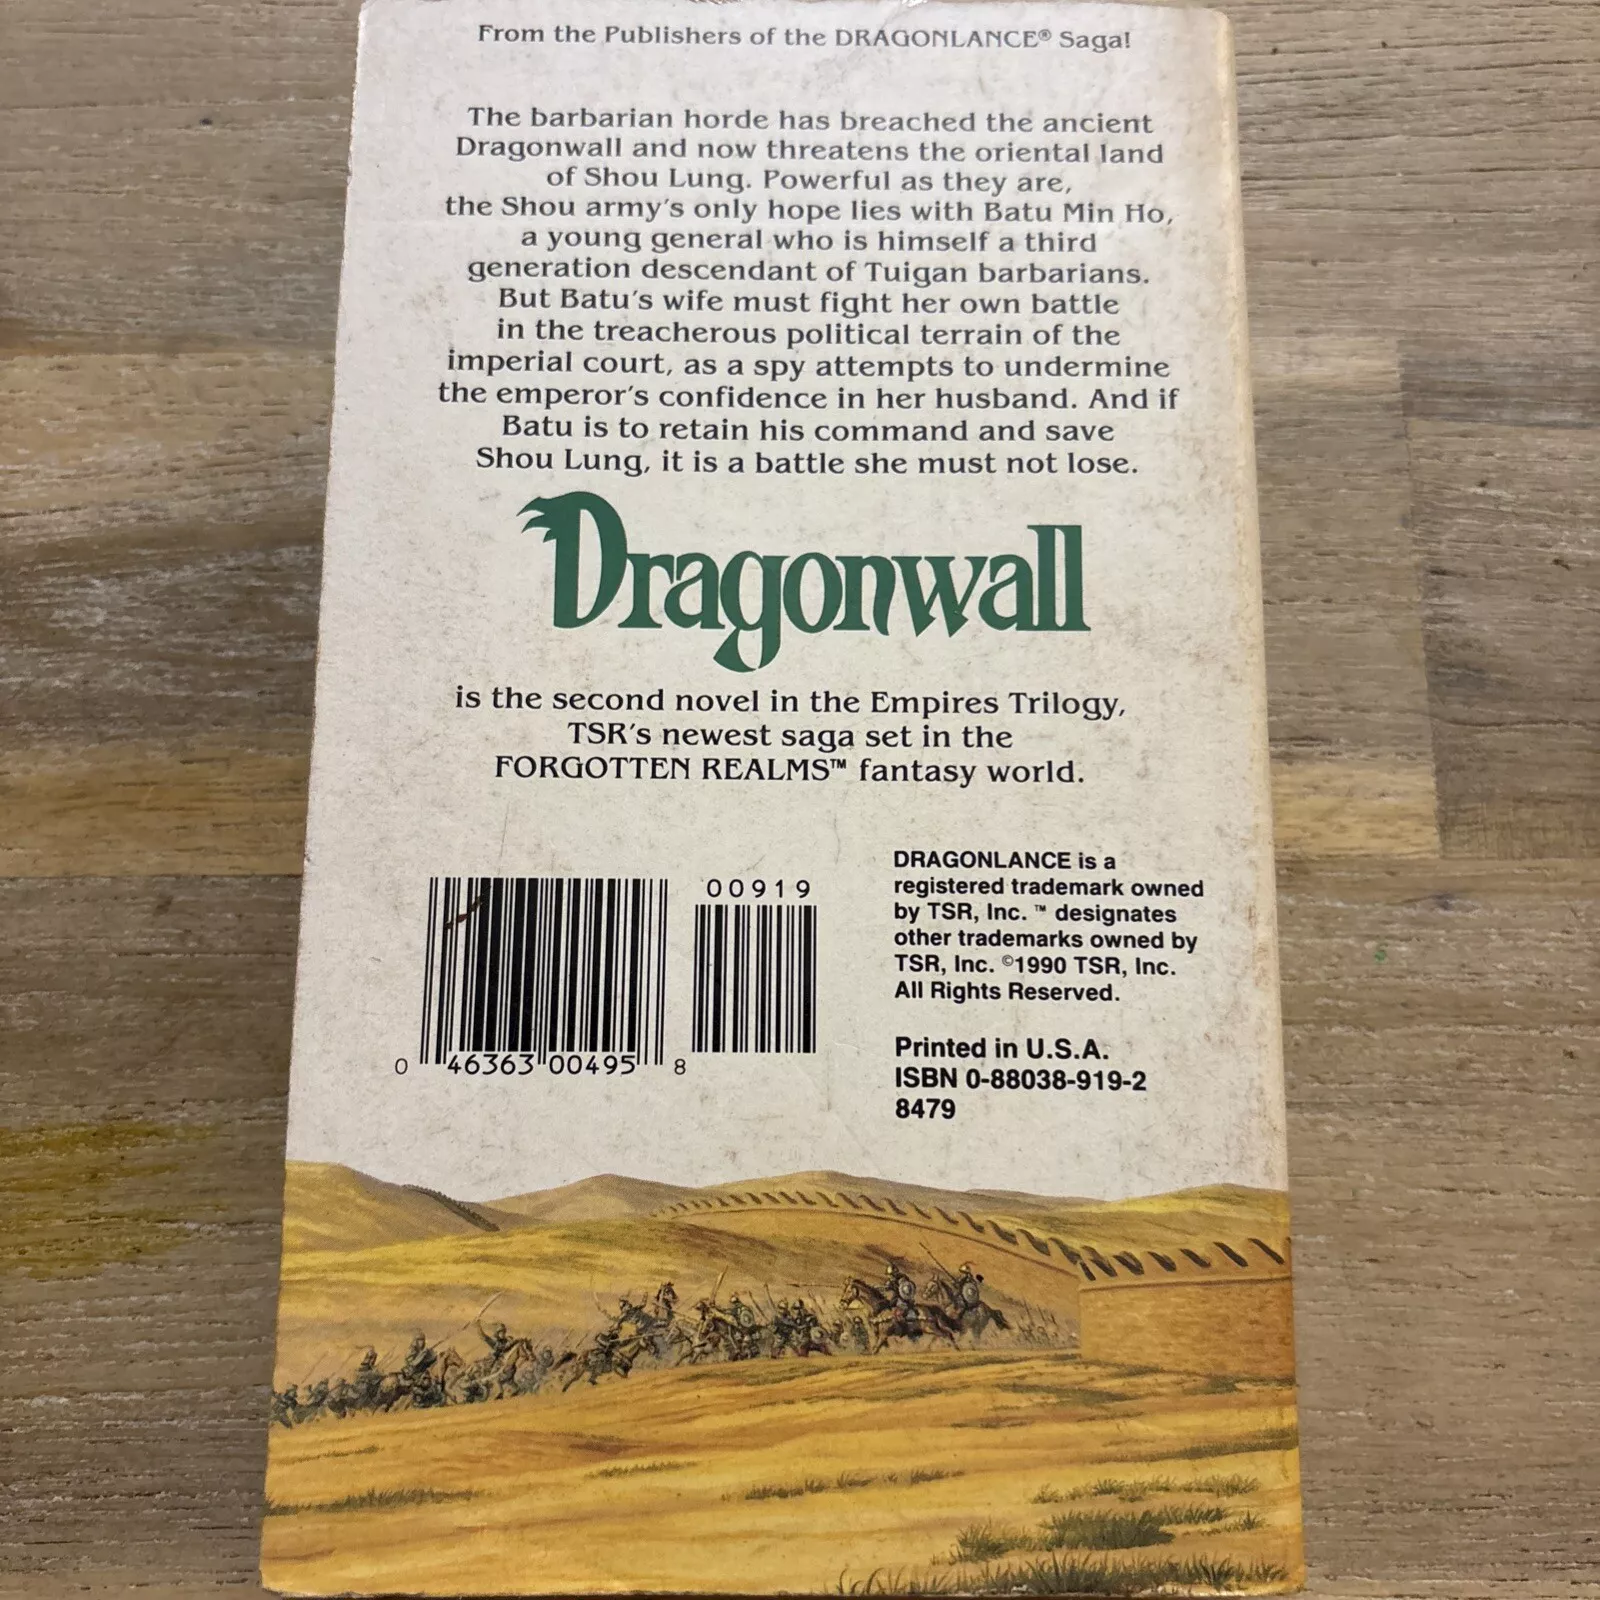 From the Publishers of the DRAGONLANCE® Saga!
The barbarian horde has breached the ancient
Dragonwall and now threatens the oriental land
of Shou Lung. Powerful as they are,
the Shou army's only hope lies with Batu Min Ho,
a young general who is himself a third
generation descendant of Tuigan barbarians.
But Batu's wife must fight her own battle
in the treacherous political terrain of the
imperial court, as a spy attempts to undermine
the emperor's confidence in her husband. And if
Batu is to retain his command and save
Shou Lung, it is a battle she must not lose.
Dragonwall
is the second novel in the Empires Trilogy,
TSR's newest saga set in the
FORGOTTEN REALMS™ fantasy world.
00919
0 46363 00495 8
DRAGONLANCE is a
registered trademark owned
by TSR, Inc. ™ designates
other trademarks owned by
TSR, Inc. ©1990 TSR, Inc.
All Rights Reserved.
Printed in U.S.A.
ISBN 0-88038-919-2
8479